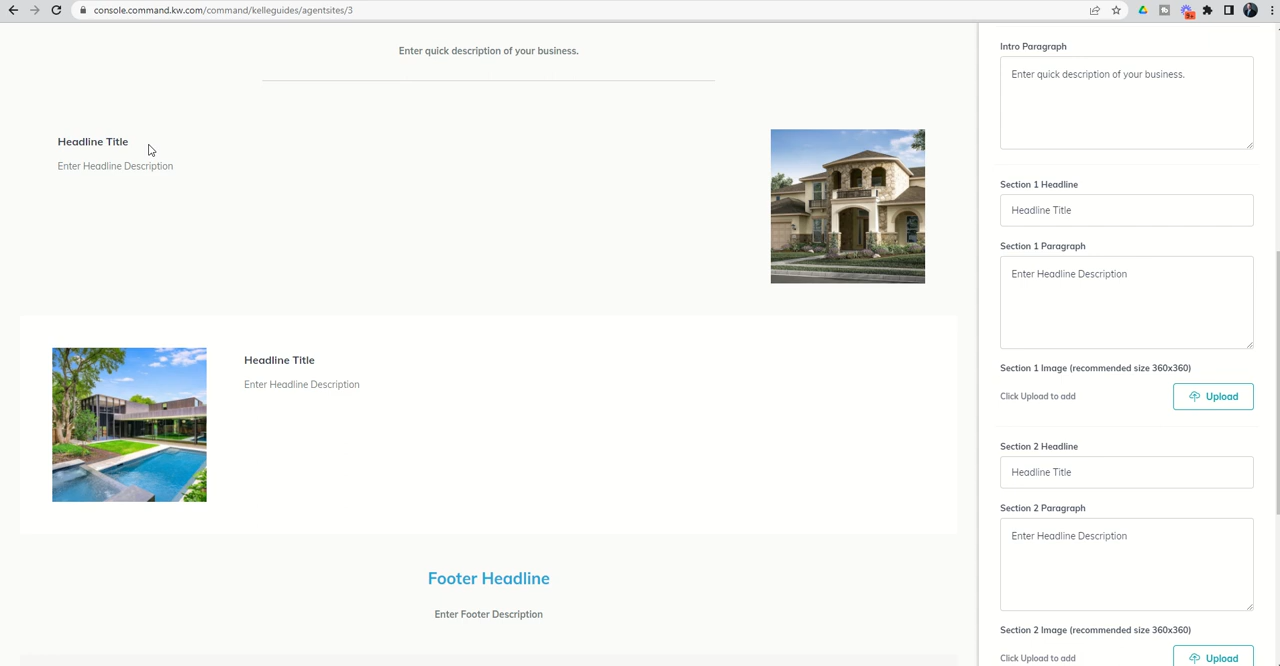 console.command.kw.com/command/kelleguides/agentsites/3
9+
Enter quick description of your business.
Headline Title
Enter Headline Description
Headline Title
Enter Headline Description
Footer Headline
Enter Footer Description
Intro Paragraph
Enter quick description of your business.
Section 1 Headline
Headline Title
Section 1 Paragraph
Enter Headline Description
Section 1 Image (recommended size 360x360)
Click Upload to add
Upload
Section 2 Headline
Headline Title
Section 2 Paragraph
Enter Headline Description
Section 2 Image (recommended size 360x360)
Click Upload to add
Upload